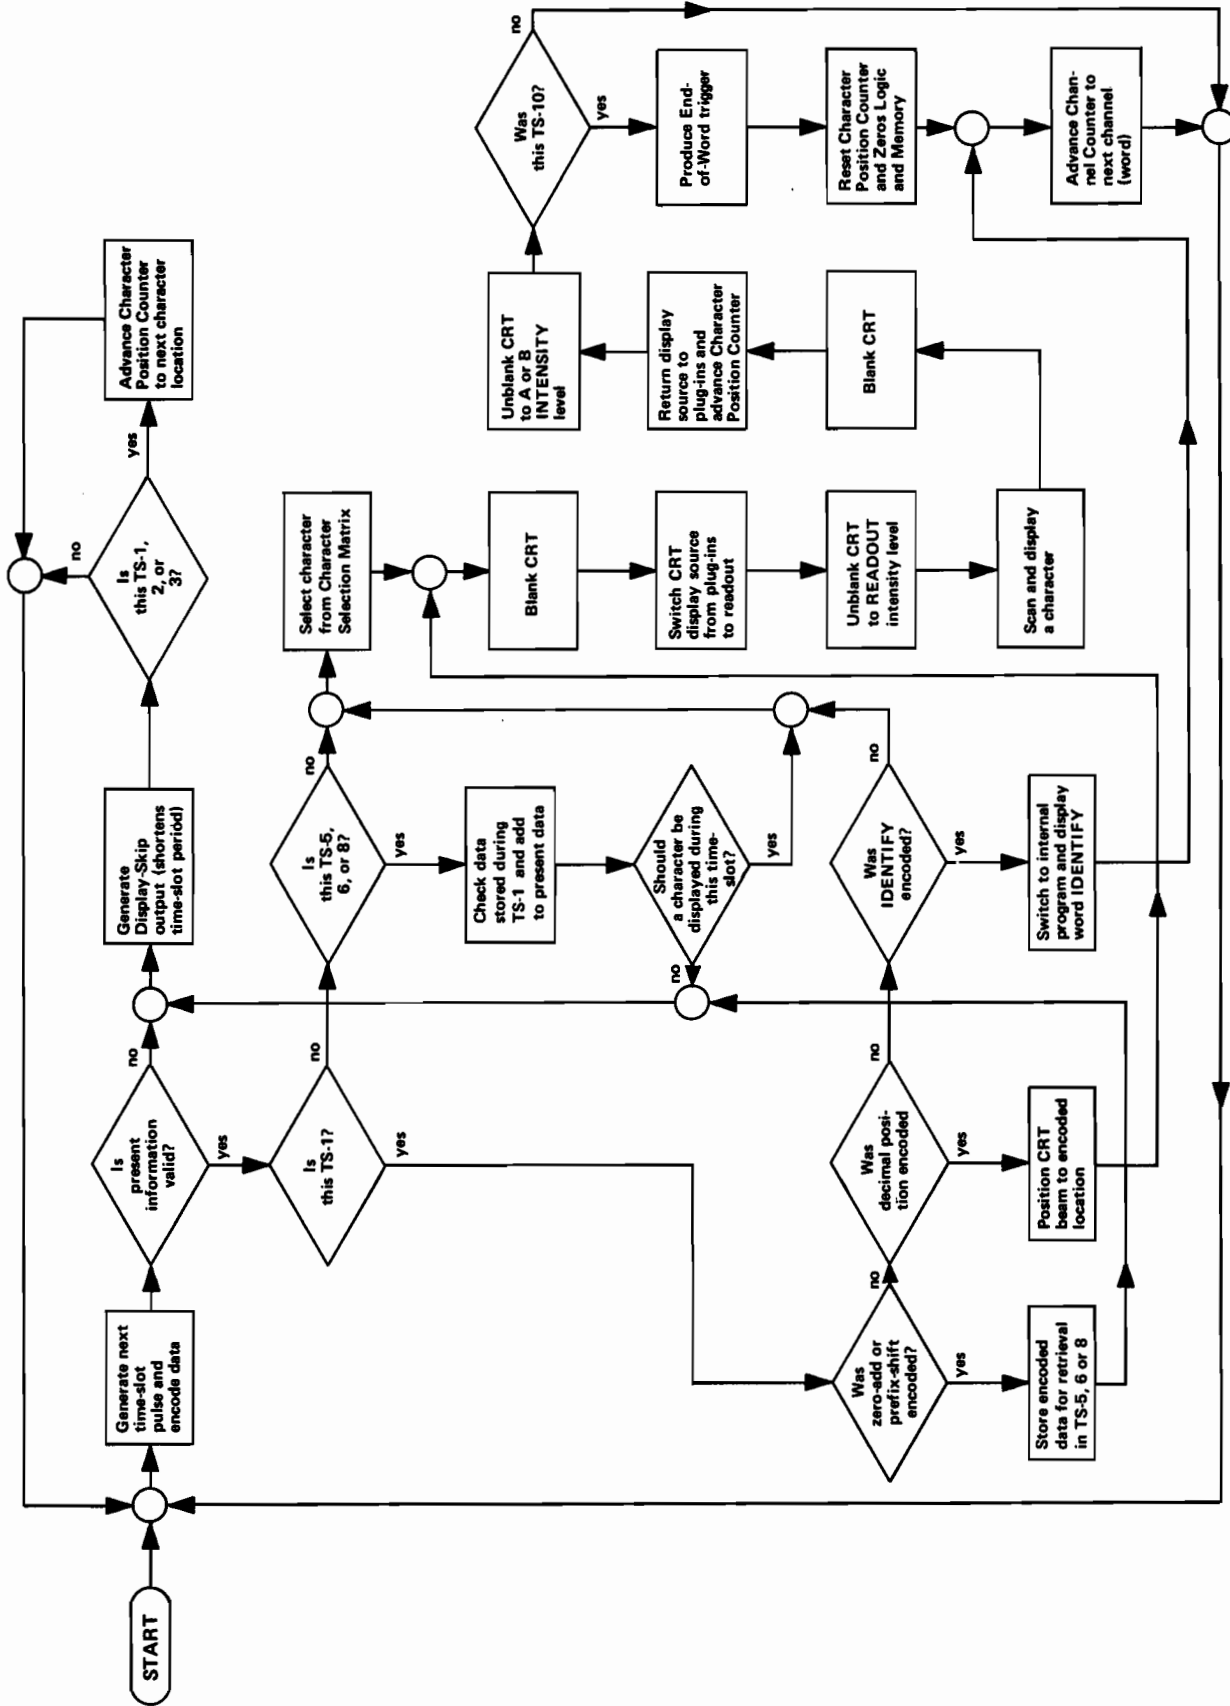 START
Generate next
time-slot
pulse and
encode data
Is
present
information
valid?
no
yes
Generate
Display-Skip
output (shortens
time-slot period)
Is
this TS-1,
2, or
3?
no
yes
Advance Character
Position Counter
to next character
location
Is
this TS-1?
no
yes
Is
this TS-5,
6, or 8?
no
yes
Select character
from Character
Selection Matrix
Check data
stored during
TS-1 and add
to present data
Should
a character be
displayed during
this time-
slot?
no
yes
Was
zero-add or
prefix-shift
encoded?
no
yes
Store encoded
data for retrieval
in TS-5, 6 or 8
Was
decimal posi-
tion encoded
no
yes
Position CRT
beam to encoded
location
Was
IDENTIFY
encoded?
no
yes
Switch to internal
program and display
word IDENTIFY
Blank CRT
Switch CRT
display source
from plug-ins
to readout
Unblank CRT
to READOUT
intensity level
Scan and display
a character
Blank CRT
Return display
source to
plug-ins and
advance Character
Position Counter
Unblank CRT
to A or B
INTENSITY
level
Was
this TS-10?
no
yes
Produce End-
of-Word trigger
Reset Character
Position Counter
and Zeros Logic
and Memory
Advance Chan-
nel Counter to
next channel
(word)